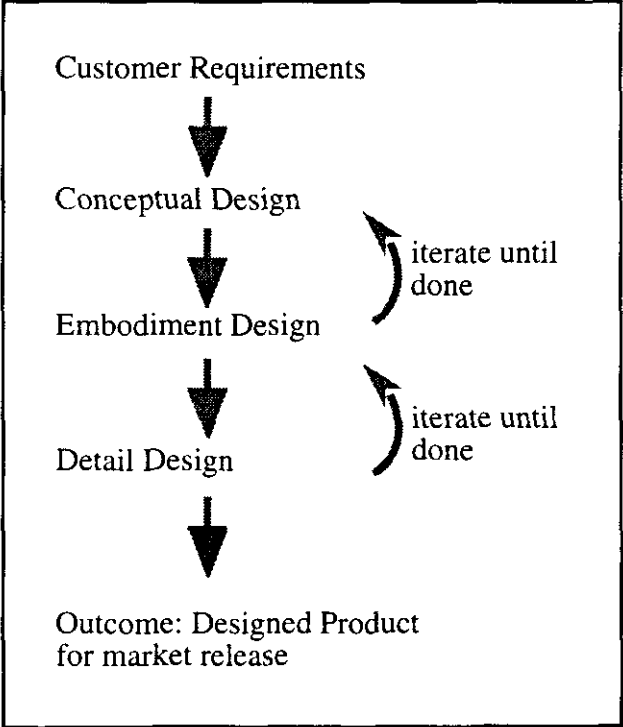 Customer Requirements
Conceptual Design
iterate until
done
Embodiment Design
iterate until
done
Detail Design
Outcome: Designed Product
for market release